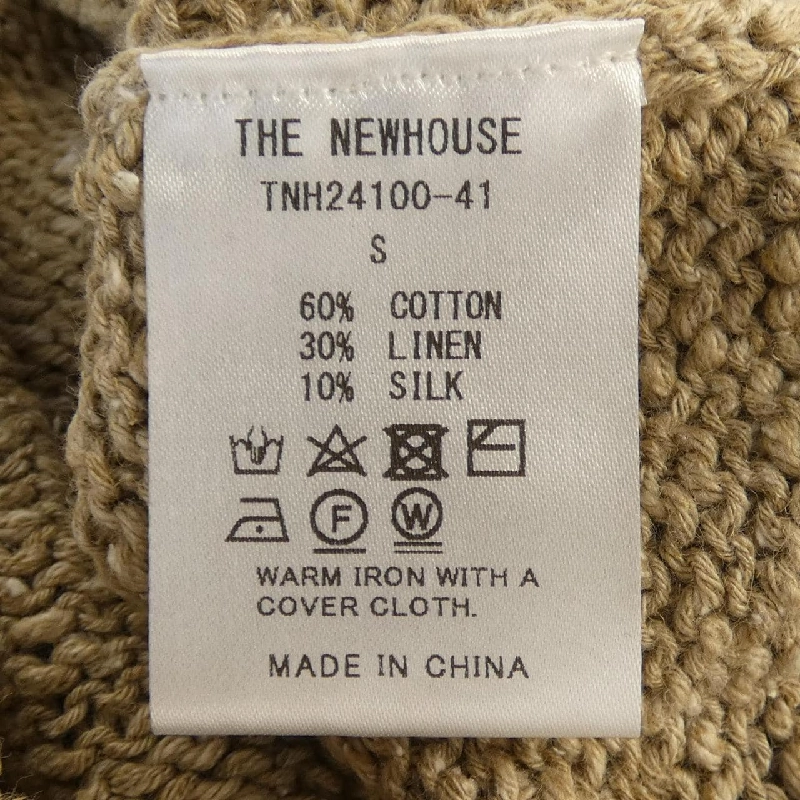 THE NEWHOUSE
TNH24100-41
S
60% COTTON
30% LINEN
10% SILK
F W
WARM IRON WITH A
COVER CLOTH.
MADE IN CHINA